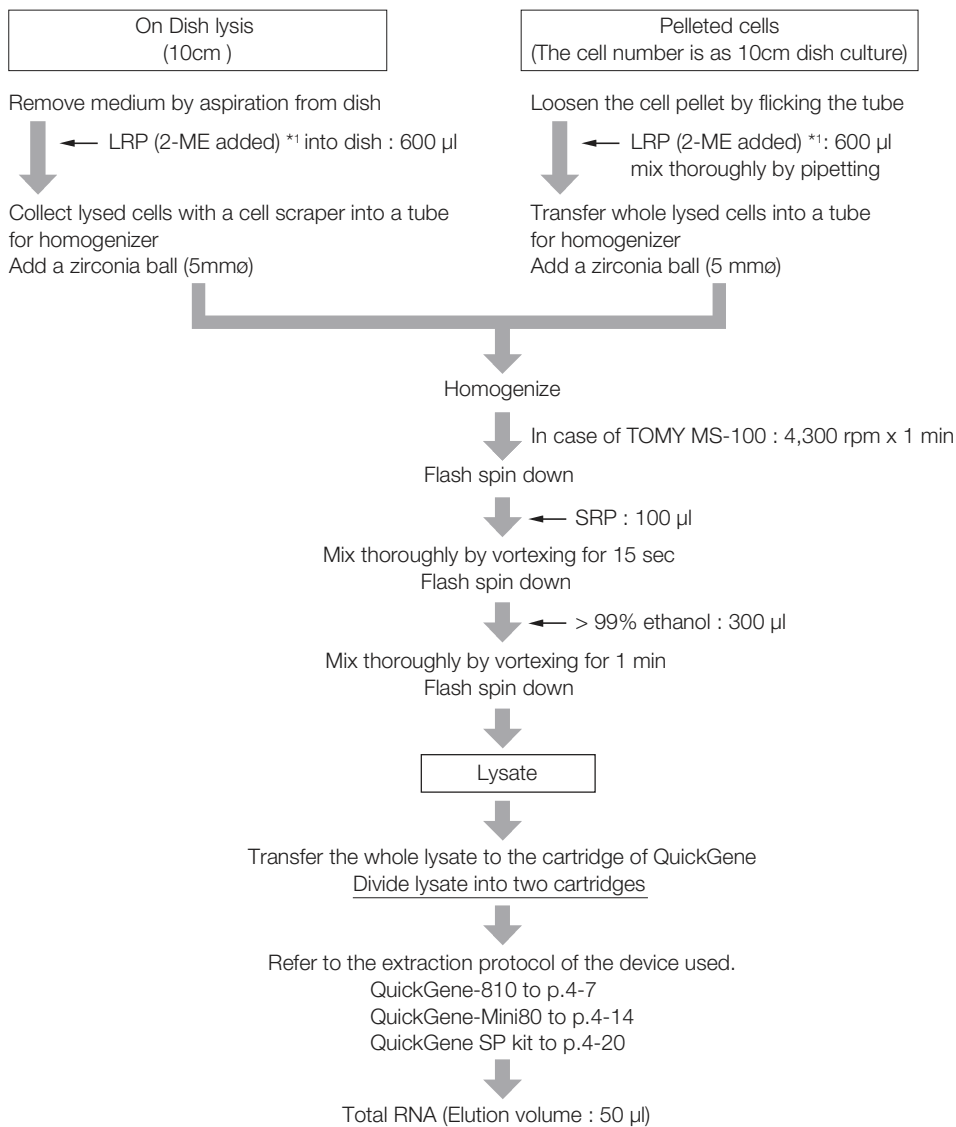 On Dish lysis
(10cm )
Remove medium by aspiration from dish
LRP (2-ME added) *1 into dish : 600 µl
Collect lysed cells with a cell scraper into a tube
for homogenizer
Add a zirconia ball (5mmø)
Pelleted cells
(The cell number is as 10cm dish culture)
Loosen the cell pellet by flicking the tube
LRP (2-ME added) *1: 600 µl
mix thoroughly by pipetting
Transfer whole lysed cells into a tube
for homogenizer
Add a zirconia ball (5 mmø)
Homogenize
In case of TOMY MS-100 : 4,300 rpm x 1 min
Flash spin down
SRP : 100 µl
Mix thoroughly by vortexing for 15 sec
Flash spin down
> 99% ethanol : 300 µl
Mix thoroughly by vortexing for 1 min
Flash spin down
Lysate
Transfer the whole lysate to the cartridge of QuickGene
Divide lysate into two cartridges
Refer to the extraction protocol of the device used.
QuickGene-810 to p.4-7
QuickGene-Mini80 to p.4-14
QuickGene SP kit to p.4-20
Total RNA (Elution volume : 50 µl)